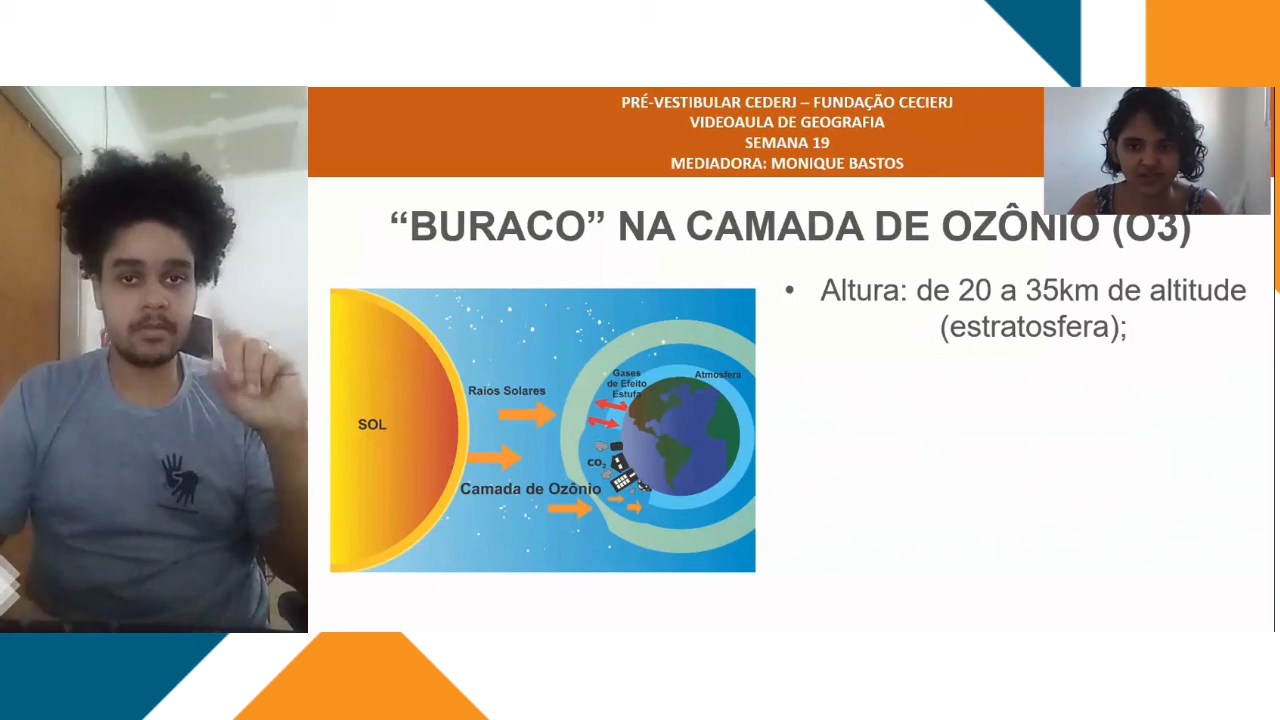 PRÉ-VESTIBULAR CEDERJ – FUNDAÇÃO CECIERJ
VIDEOAULA DE GEOGRAFIA
SEMANA 19
MEDIADORA: MONIQUE BASTOS
“BURACO” NA CAMADA DE OZÔNIO (O3)
• Altura: de 20 a 35km de altitude
(estratosfera);
Gases
de Efeito
Estufa
Atmosfera
Raios Solares
SOL
CO₂
Camada de Ozônio